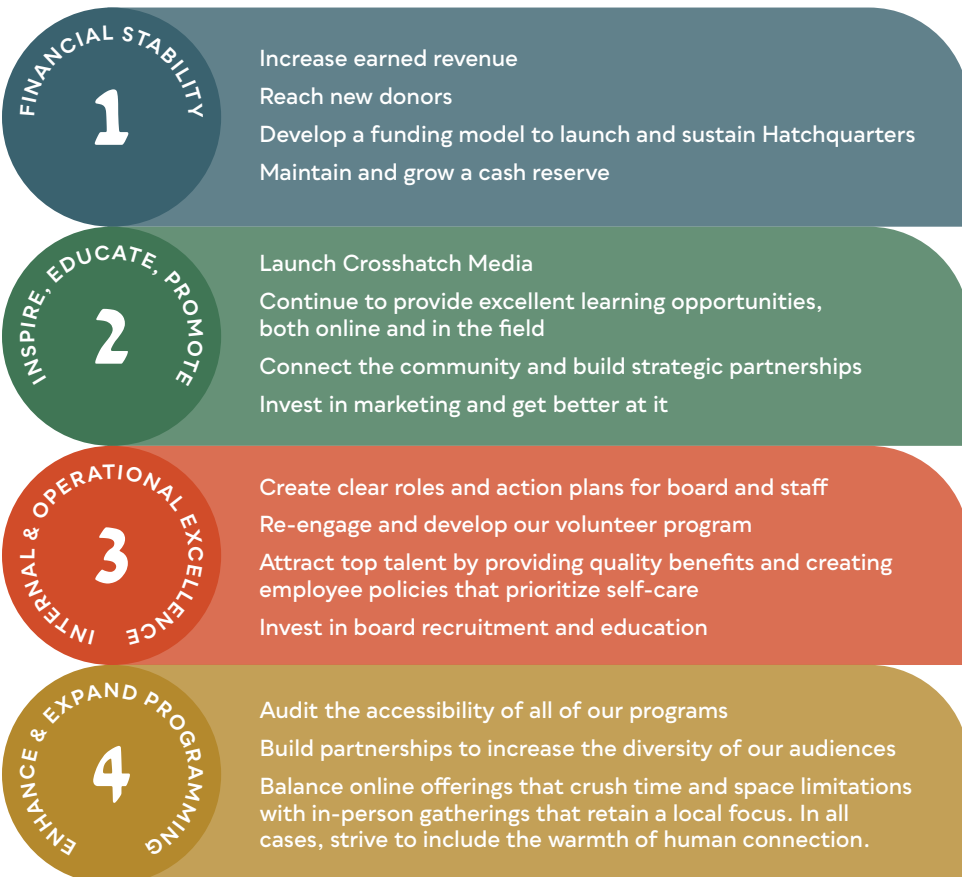 FINANCIAL STABILITY
1
Increase earned revenue
Reach new donors
Develop a funding model to launch and sustain Hatchquarters
Maintain and grow a cash reserve
INSPIRE, EDUCATE, PROMOTE
2
Launch Crosshatch Media
Continue to provide excellent learning opportunities,
both online and in the field
Connect the community and build strategic partnerships
Invest in marketing and get better at it
INTERNAL & OPERATIONAL EXCELLENCE
3
Create clear roles and action plans for board and staff
Re-engage and develop our volunteer program
Attract top talent by providing quality benefits and creating
employee policies that prioritize self-care
Invest in board recruitment and education
ENHANCE & EXPAND PROGRAMMING
4
Audit the accessibility of all of our programs
Build partnerships to increase the diversity of our audiences
Balance online offerings that crush time and space limitations
with in-person gatherings that retain a local focus. In all
cases, strive to include the warmth of human connection.